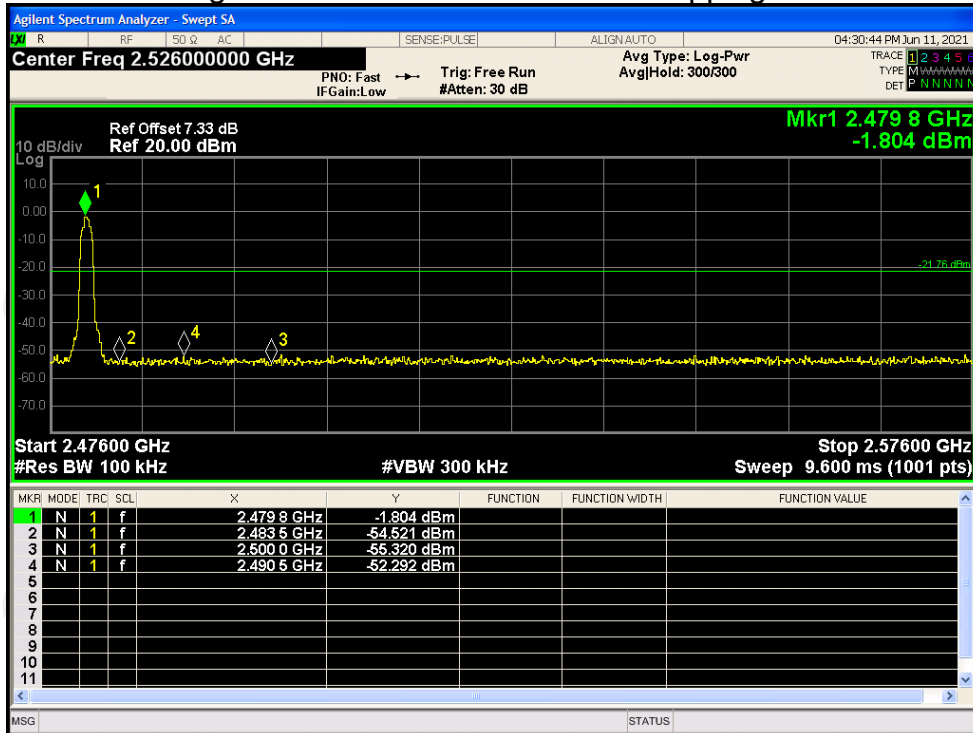 Agilent Spectrum Analyzer - Swept SA
LXI R RF 50 Ω AC SENSE:PULSE ALIGN AUTO 04:30:44 PM Jun 11, 2021
Center Freq 2.526000000 GHz Avg Type: Log-Pwr TRACE 1 2 3 4 5 6
PNO: Fast Trig: Free Run Avg|Hold: 300/300 TYPE M
IFGain:Low #Atten: 30 dB DET P N N N N N
Mkr1 2.479 8 GHz
Ref Offset 7.33 dB
10 dB/div Ref 20.00 dBm -1.804 dBm
Log
10.0
1
0.00
-10.0
-20.0
-21.76 dBm
-30.0
-40.0
2 4 3
-50.0
-60.0
-70.0
Start 2.47600 GHz Stop 2.57600 GHz
#Res BW 100 kHz #VBW 300 kHz Sweep 9.600 ms (1001 pts)
MKR MODE TRC SCL X Y FUNCTION FUNCTION WIDTH FUNCTION VALUE
1 N 1 f 2.479 8 GHz -1.804 dBm
2 N 1 f 2.483 5 GHz -54.521 dBm
3 N 1 f 2.500 0 GHz -55.320 dBm
4 N 1 f 2.490 5 GHz -52.292 dBm
5
6
7
8
9
10
11
MSG STATUS